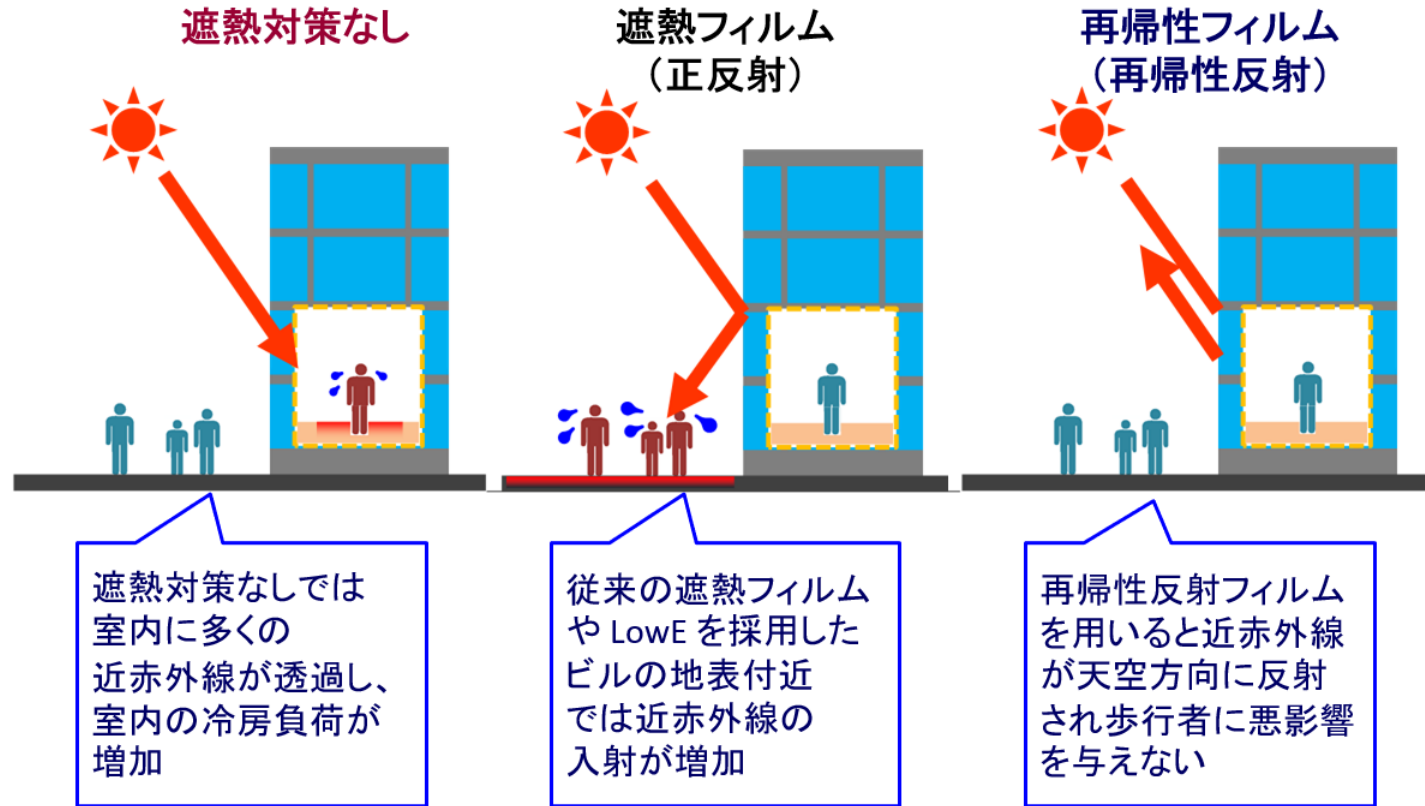 遮熱対策なし
遮熱フィルム
（正反射）
再帰性フィルム
（再帰性反射）
遮熱対策なしでは
室内に多くの
近赤外線が透過し、
室内の冷房負荷が
増加
従来の遮熱フィルム
や LowE を採用した
ビルの地表付近
では近赤外線の
入射が増加
再帰性反射フィルム
を用いると近赤外線
が天空方向に反射
され歩行者に悪影響
を与えない